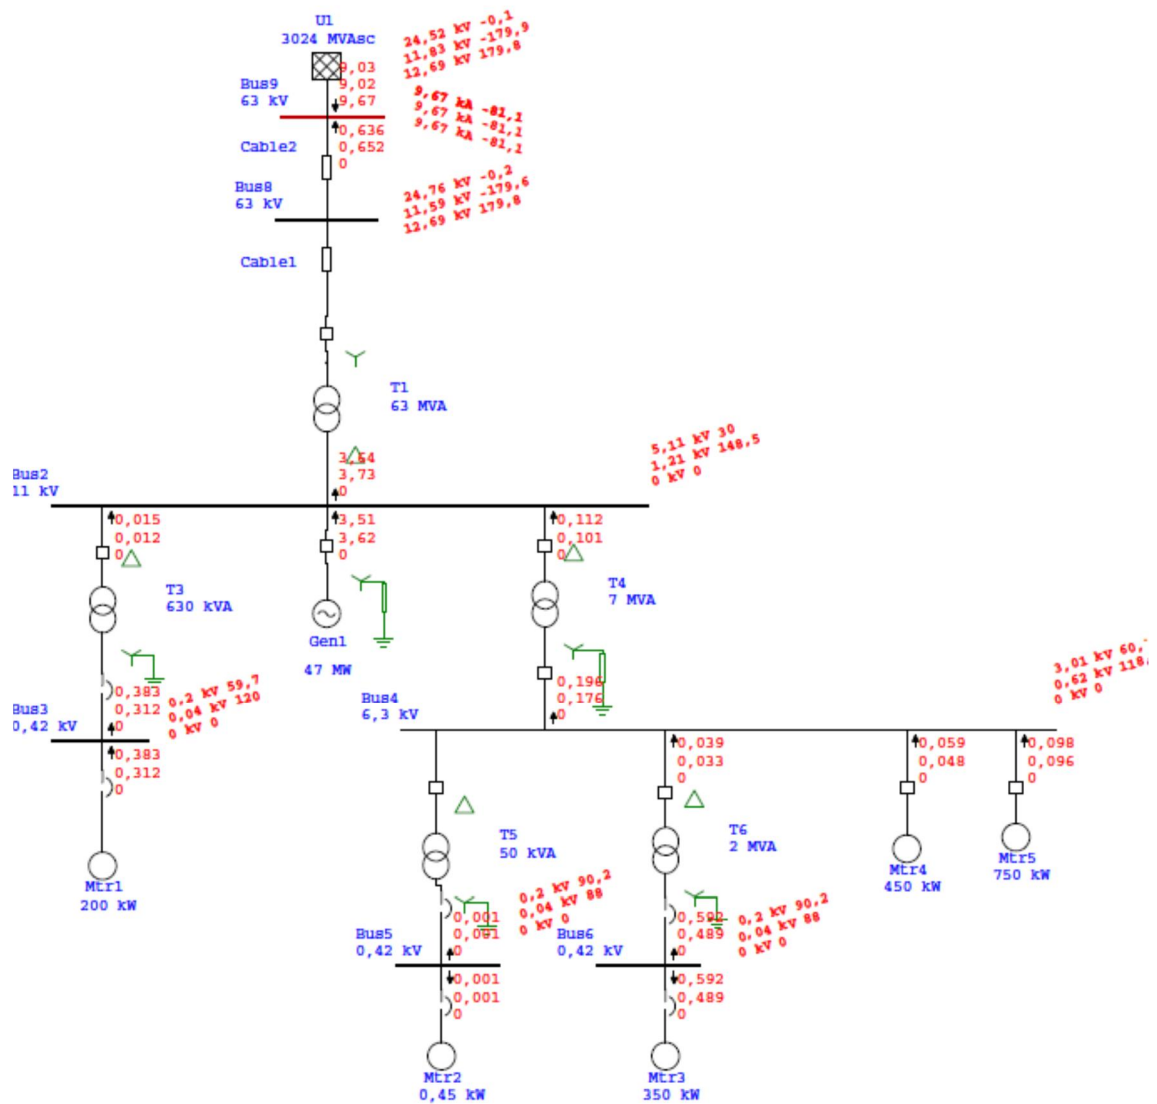 U1
3024 MVAsc
24,52 kV -0,1
11,83 kV -179,9
12,69 kV 179,8
9,03
9,02
9,67
Bus9
63 kV
9,67 kA -81,1
9,67 kA -81,1
9,67 kA -81,1
0,636
0,652
0
Cable2
Bus8
63 kV
24,76 kV -0,2
11,59 kV -179,6
12,69 kV 179,8
Cable1
T1
63 MVA
5,11 kV 30
1,21 kV 148,5
0 kV 0
3,64
3,73
0
Bus2
11 kV
0,015
0,012
0
3,51
3,62
0
0,112
0,101
0
T3
630 kVA
T4
7 MVA
Gen1
47 MW
0,383
0,312
0
0,2 kV 59,7
0,04 kV 120
0 kV 0
Bus3
0,42 kV
0,383
0,312
0
Mtr1
200 kW
0,196
0,176
0
3,01 kV 60,
0,62 kV 118,
0 kV 0
Bus4
6,3 kV
0,039
0,033
0
0,059
0,048
0
0,098
0,096
0
T5
50 kVA
T6
2 MVA
Mtr4
450 kW
Mtr5
750 kW
0,2 kV 90,2
0,04 kV 88
0 kV 0
0,001
0,001
0
0,2 kV 90,2
0,04 kV 88
0 kV 0
0,592
0,489
0
Bus5
0,42 kV
Bus6
0,42 kV
0,001
0,001
0
0,592
0,489
0
Mtr2
0,45 kW
Mtr3
350 kW